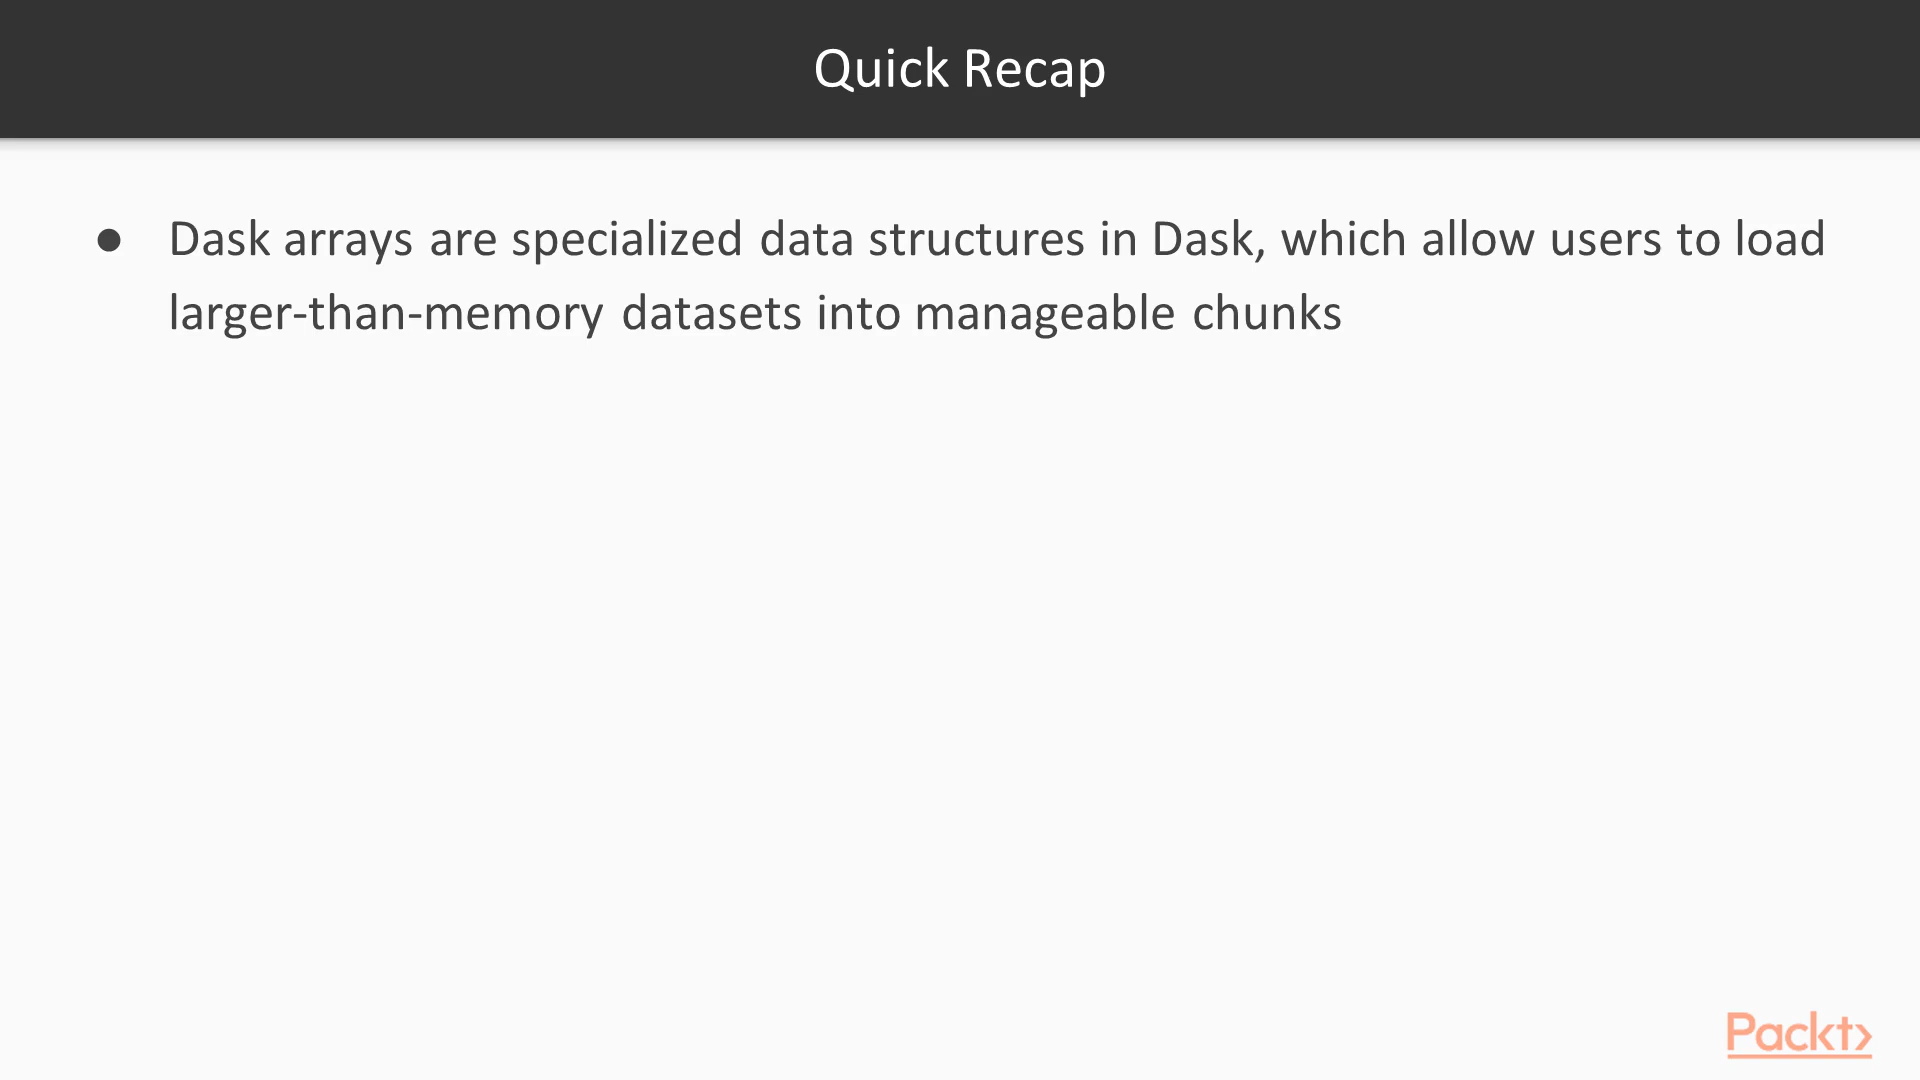 Quick Recap
● Dask arrays are specialized data structures in Dask, which allow users to load
larger-than-memory datasets into manageable chunks
Packt>